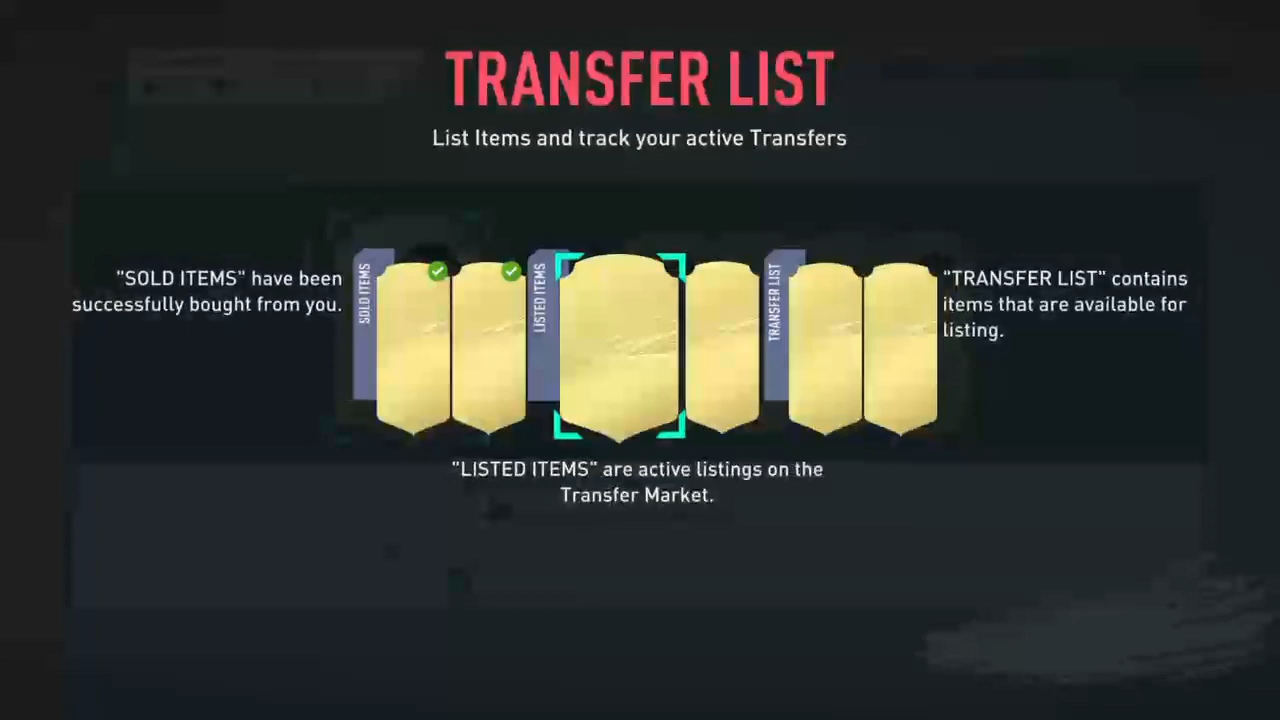 TRANSFER LIST
List Items and track your active Transfers
"SOLD ITEMS" have been
successfully bought from you.
SOLD ITEMS
LISTED ITEMS
TRANSFER LIST
"TRANSFER LIST" contains
items that are available for
listing.
"LISTED ITEMS" are active listings on the
Transfer Market.